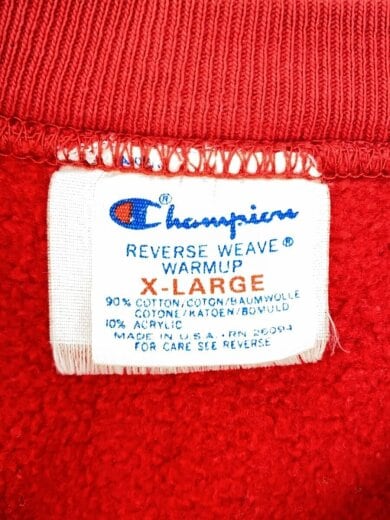 ®
Champion
REVERSE WEAVE®
WARMUP
X-LARGE
90% COTTON/COTON/BAUMWOLLE
COTONE/KATOEN/BOMULD
10% ACRYLIC
MADE IN U.S.A. - RN 26094
FOR CARE SEE REVERSE